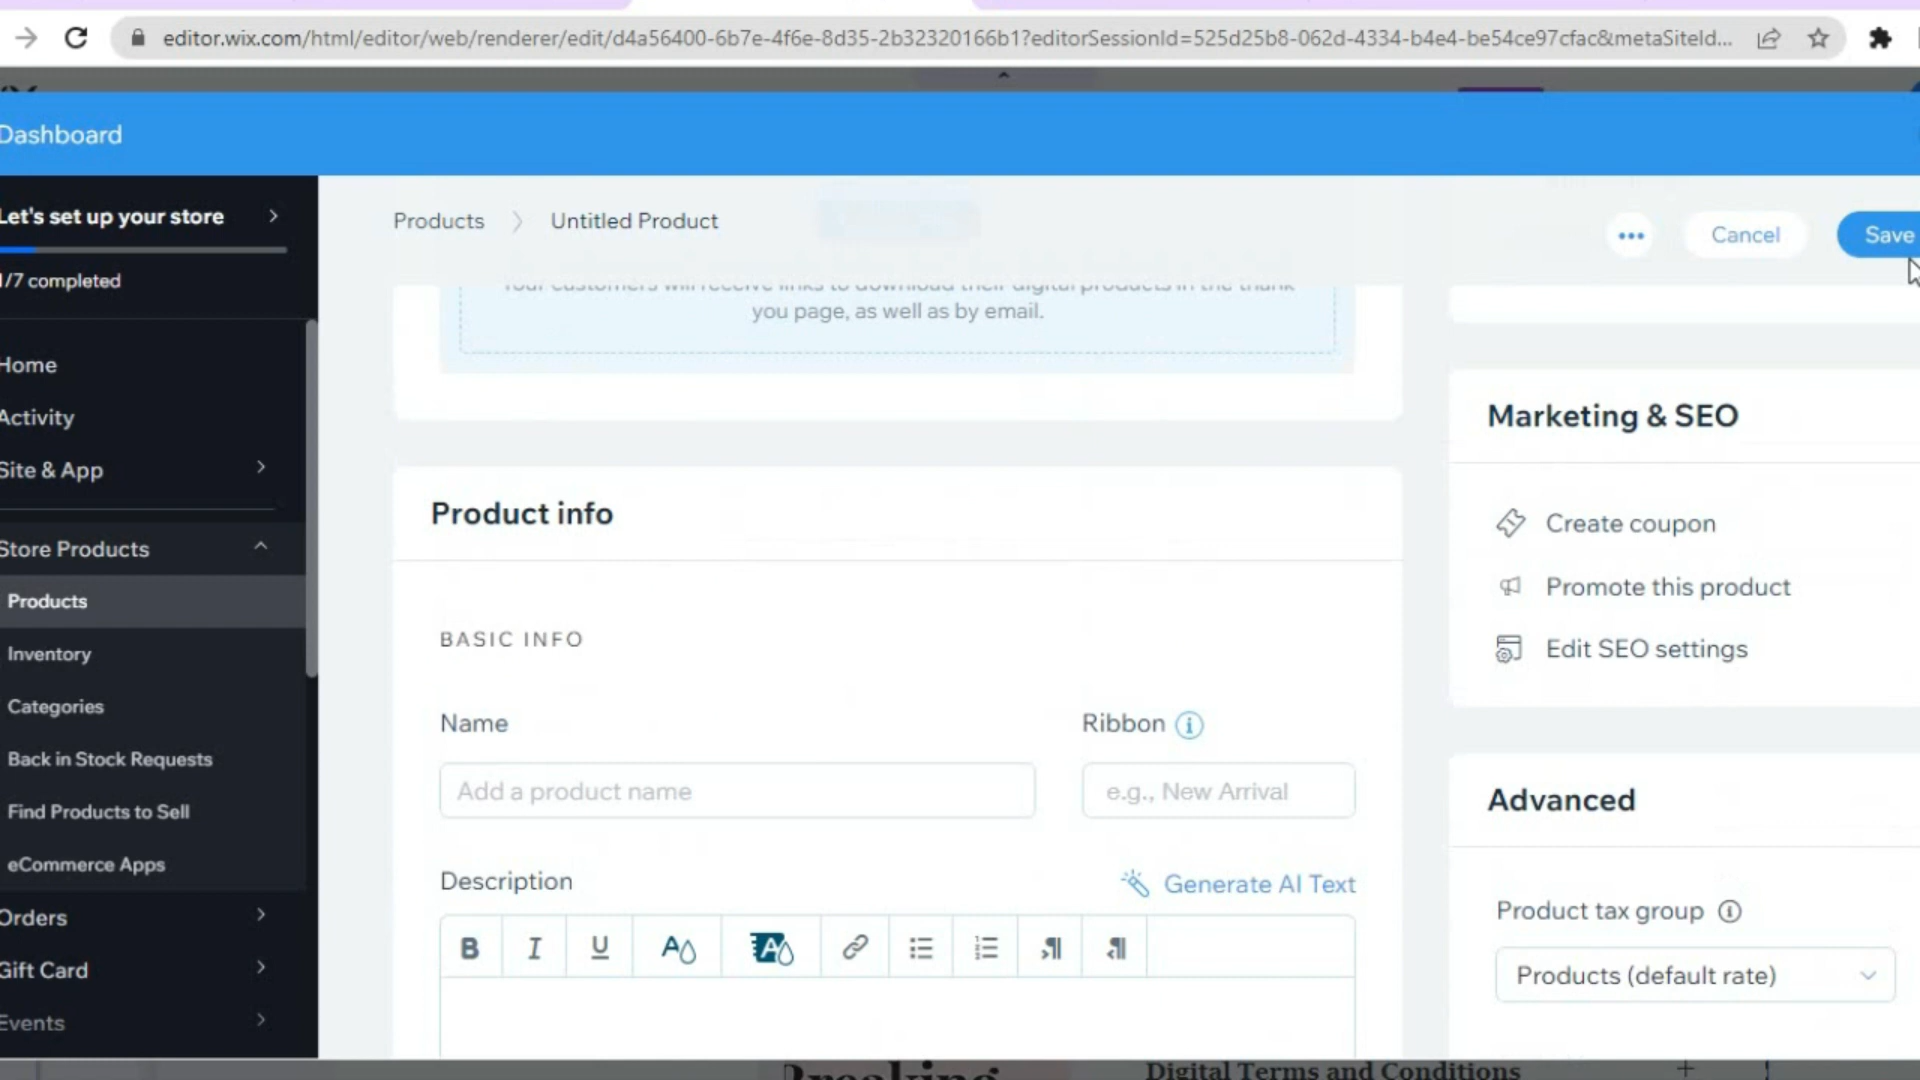 editor.wix.com/html/editor/web/renderer/edit/d4a56400-6b7e-4f6e-8d35-2b32320166b1?editorSessionId=525d25b8-062d-4334-b4e4-be54ce97cfac&metaSiteId...
Dashboard
Let's set up your store
1/7 completed
Home
Activity
Site & App
Store Products
Products
Inventory
Categories
Back in Stock Requests
Find Products to Sell
eCommerce Apps
Orders
Gift Card
Events
Products > Untitled Product
Cancel
Save
Your customers will receive links to download their digital products in the thank
you page, as well as by email.
Product info
BASIC INFO
Name
Ribbon
Add a product name
e.g., New Arrival
Description
Generate AI Text
B I U
Marketing & SEO
Create coupon
Promote this product
Edit SEO settings
Advanced
Product tax group
Products (default rate)
Breaking
Digital Terms and Conditions